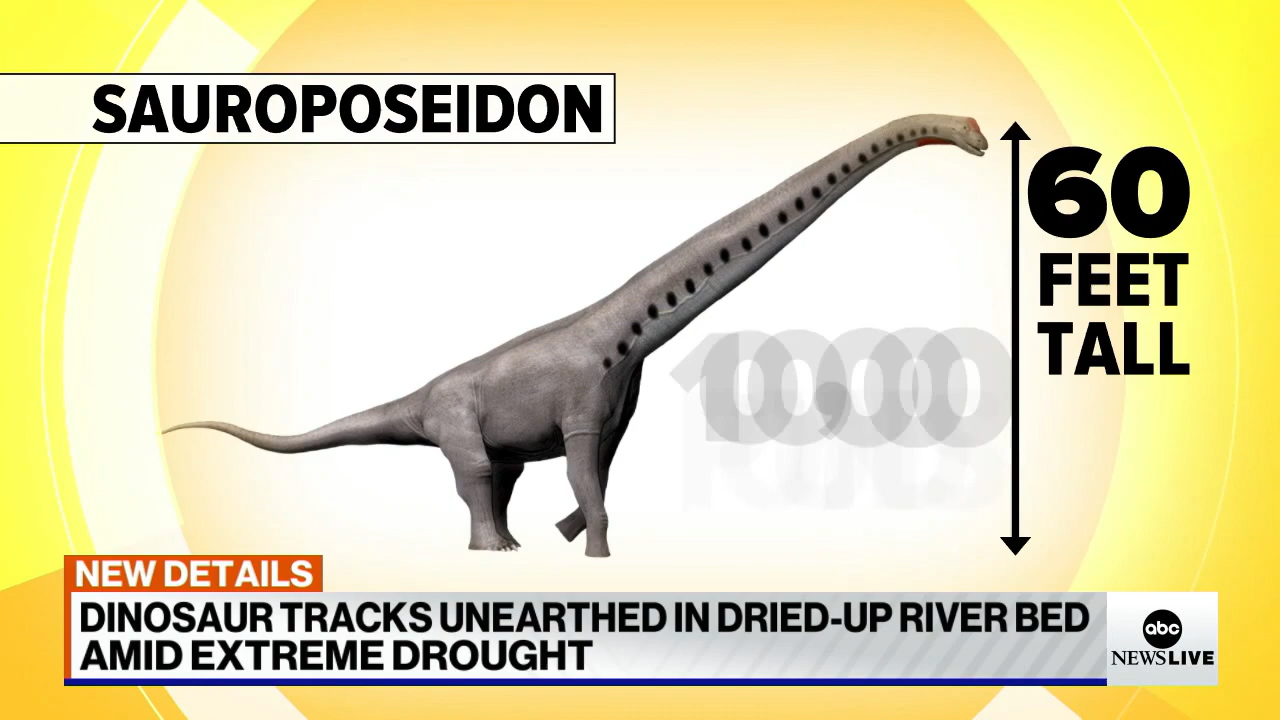 SAUROPOSEIDON
60
FEET
TALL
NEW DETAILS
DINOSAUR TRACKS UNEARTHED IN DRIED-UP RIVER BED
AMID EXTREME DROUGHT
abc
NEWS LIVE